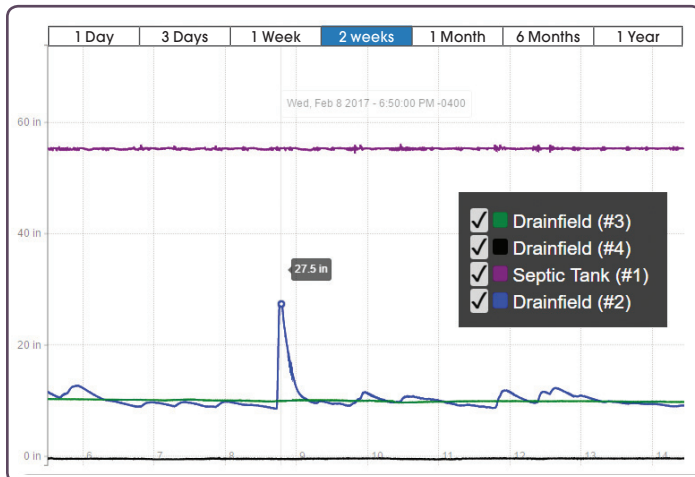 1 Day 3 Days 1 Week 2 weeks 1 Month 6 Months 1 Year
Wed, Feb 8 2017 - 6:50:00 PM -0400
60 in
40 in
Drainfield (#3)
Drainfield (#4)
Septic Tank (#1)
Drainfield (#2)
27.5 in
20 in
0 in
6 7 8 9 10 11 12 13 14